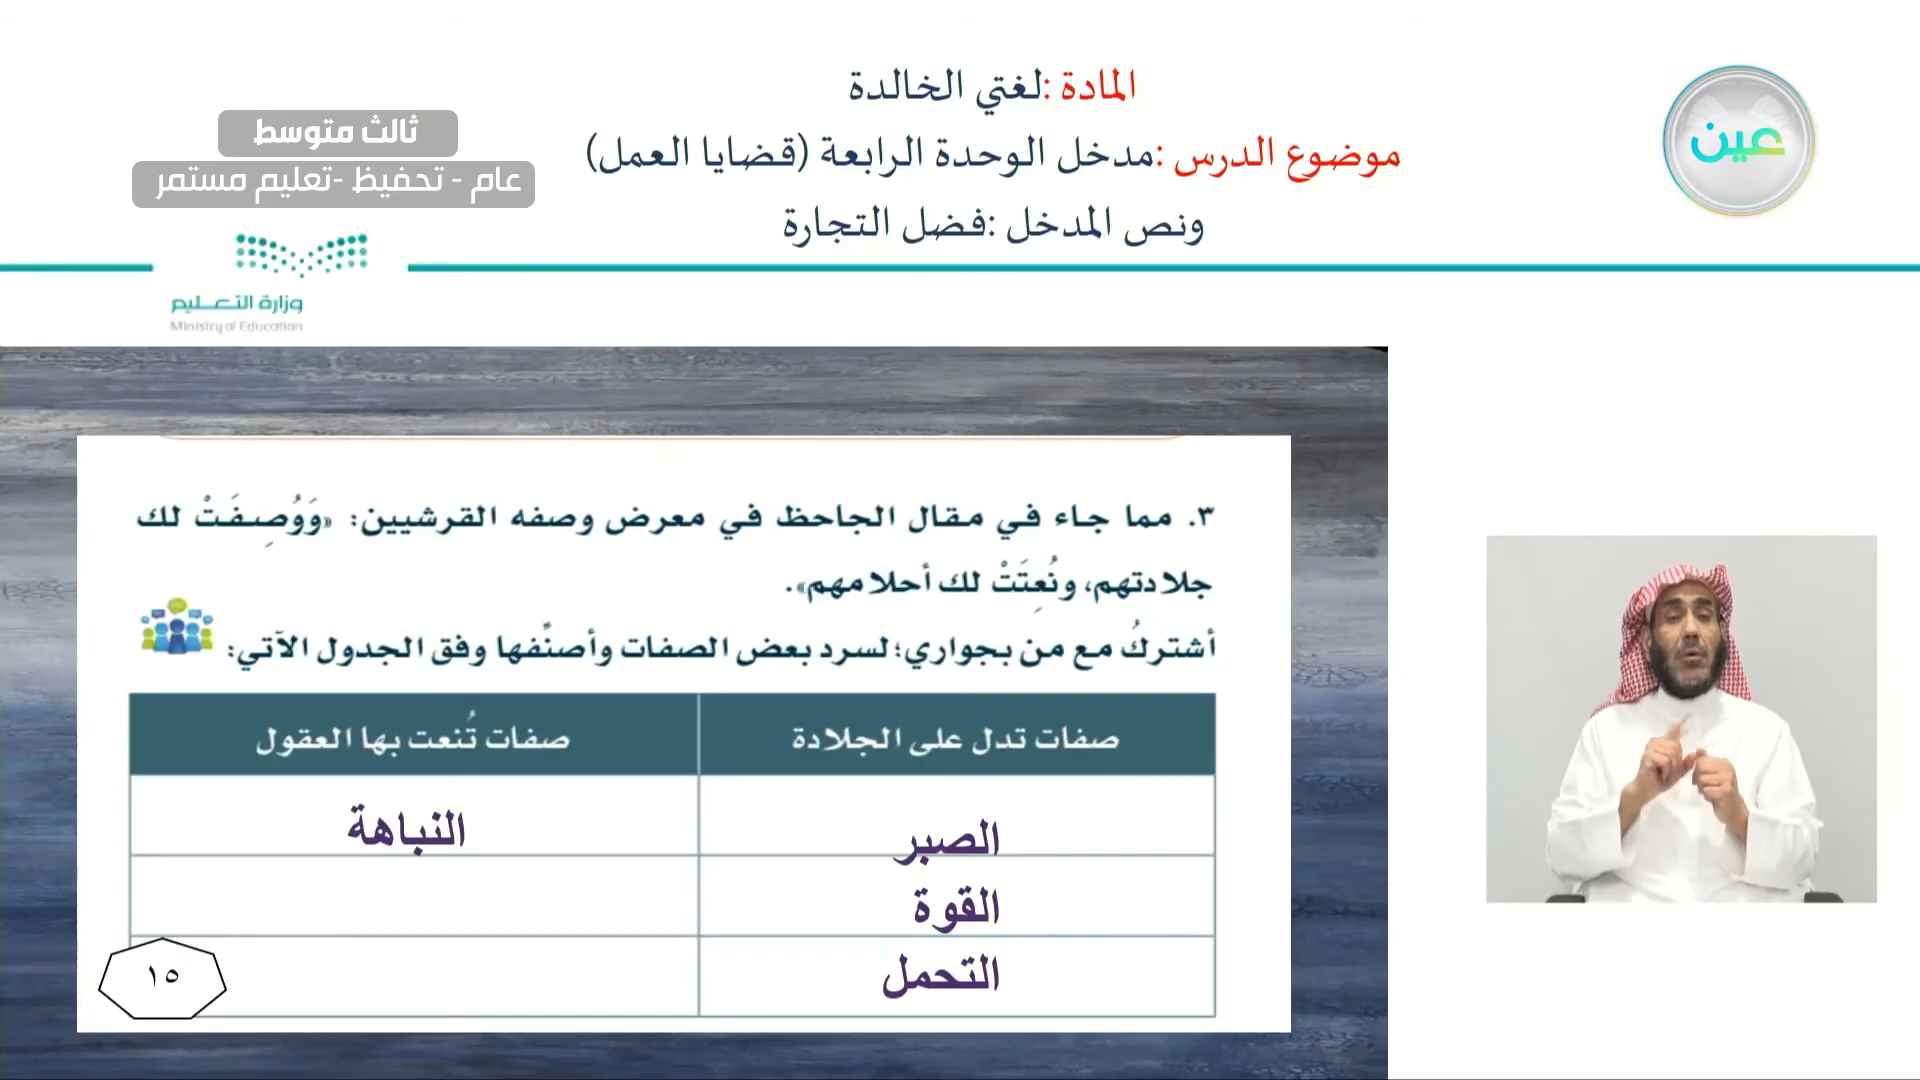 المادة :لغتي الخالدة
موضوع الدرس :مدخل الوحدة الرابعة (قضايا العمل)
ونص المدخل :فضل التجارة
عين
ثالث متوسط
عام - تحفيظ -تعليم مستمر
وزارة التعليم
Ministry of Education
٣. مما جاء في مقال الجاحظ في معرض وصفه القرشيين: «وَوُصِفَتْ لك
جلادتهم، ونُعِتَتْ لك أحلامهم».
أشتركُ مع من بجواري؛ لسرد بعض الصفات وأصنِّفها وفق الجدول الآتي:
صفات تدل على الجلادة
صفات تُنعت بها العقول
الصبر
النباهة
القوة
التحمل
١٥